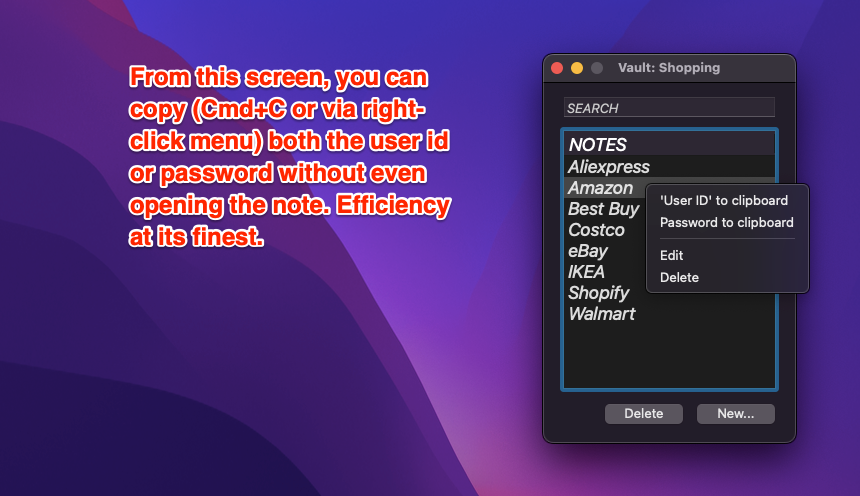 From this screen, you can
copy (Cmd+C or via right-
click menu) both the user id
or password without even
opening the note. Efficiency
at its finest.
Vault: Shopping
SEARCH
NOTES
Aliexpress
Amazon
Best Buy
Costco
eBay
IKEA
Shopify
Walmart
'User ID' to clipboard
Password to clipboard
Edit
Delete
Delete
New...